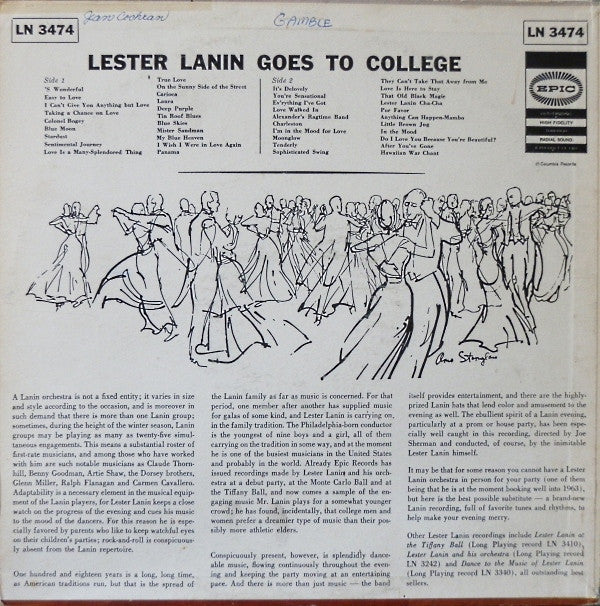 LN 3474
Jean Cochran
GAMBLE
LN 3474
LESTER LANIN GOES TO COLLEGE
Side 1
'S Wonderful
Easy to Love
I Can't Give You Anything but Love
Taking a Chance on Love
Colonel Bogey
Blue Moon
Stardust
Sentimental Journey
Love Is a Many-Splendored Thing
True Love
On the Sunny Side of the Street
Carioca
Laura
Deep Purple
Tin Roof Blues
Blue Skies
Mister Sandman
My Blue Heaven
I Wish I Were in Love Again
Panama
Side 2
It's Delovely
You're Sensational
Ev'rything I've Got
Love Walked In
Alexander's Ragtime Band
Charleston
I'm in the Mood for Love
Moonglow
Tenderly
Sophisticated Swing
They Can't Take That Away from Me
Love Is Here to Stay
That Old Black Magic
Lester Lanin Cha-Cha
Por Favor
Anything Can Happen-Mambo
Little Brown Jug
In the Mood
Do I Love You Because You're Beautiful?
After You've Gone
Hawaiian War Chant
EPIC
HIGH FIDELITY
RADIAL SOUND
© Columbia Records
A Lanin orchestra is not a fixed entity; it varies in size
and style according to the occasion, and is moreover in
such demand that there is more than one Lanin group;
sometimes, during the height of the winter season, Lanin
groups may be playing as many as twenty-five simul-
taneous engagements. This means a substantial roster of
first-rate musicians, and among those who have worked
with him are such notable musicians as Claude Thorn-
hill, Benny Goodman, Artie Shaw, the Dorsey brothers,
Glenn Miller, Ralph Flanagan and Carmen Cavallero.
Adaptability is a necessary element in the musical equip-
ment of the Lanin players, for Lester Lanin keeps a close
watch on the progress of the evening and cues his music
to the mood of the dancers. For this reason he is espe-
cially favored by parents who like to keep watchful eyes
on their children's parties; rock-and-roll is conspicuous-
ly absent from the Lanin repertoire.
One hundred and eighteen years is a long, long time,
as American traditions run, but that is the spread of
the Lanin family as far as music is concerned. For that
period, one member after another has supplied music
for galas of some kind, and Lester Lanin is carrying on,
in the family tradition. The Philadelphia-born conductor
is the youngest of nine boys and a girl, all of them
carrying on the tradition in some way, and at the moment
he is one of the busiest musicians in the United States
and probably in the world. Already Epic Records has
issued recordings made by Lester Lanin and his orch-
estra at a debut party, at the Monte Carlo Ball and at
the Tiffany Ball, and now comes a sample of the en-
gaging music Mr. Lanin plays for a somewhat younger
crowd; he has found, incidentally, that college men and
women prefer a dreamier type of music than their pos-
sibly more athletic elders.
Conspicuously present, however, is splendidly dance-
able music, flowing continuously throughout the even-
ing and keeping the party moving at an entertaining
pace. And there is more than just music — the band
itself provides entertainment, and there are the highly-
prized Lanin hats that lend color and amusement to the
evening as well. The ebullient spirit of a Lanin evening,
particularly at a prom or house party, has been espe-
cially well caught in this recording, directed by Joe
Sherman and conducted, of course, by the inimitable
Lester Lanin himself.
It may be that for some reason you cannot have a Lester
Lanin orchestra in person for your party (one of them
being that he is at the moment booking well into 1963),
but here is the best possible substitute — a brand-new
Lanin recording, full of favorite tunes and rhythms, to
help make your evening merry.
Other Lester Lanin recordings include Lester Lanin at
the Tiffany Ball (Long Playing record LN 3410),
Lester Lanin and his orchestra (Long Playing record
LN 3242) and Dance to the Music of Lester Lanin
(Long Playing record LN 3340), all outstanding best
sellers.